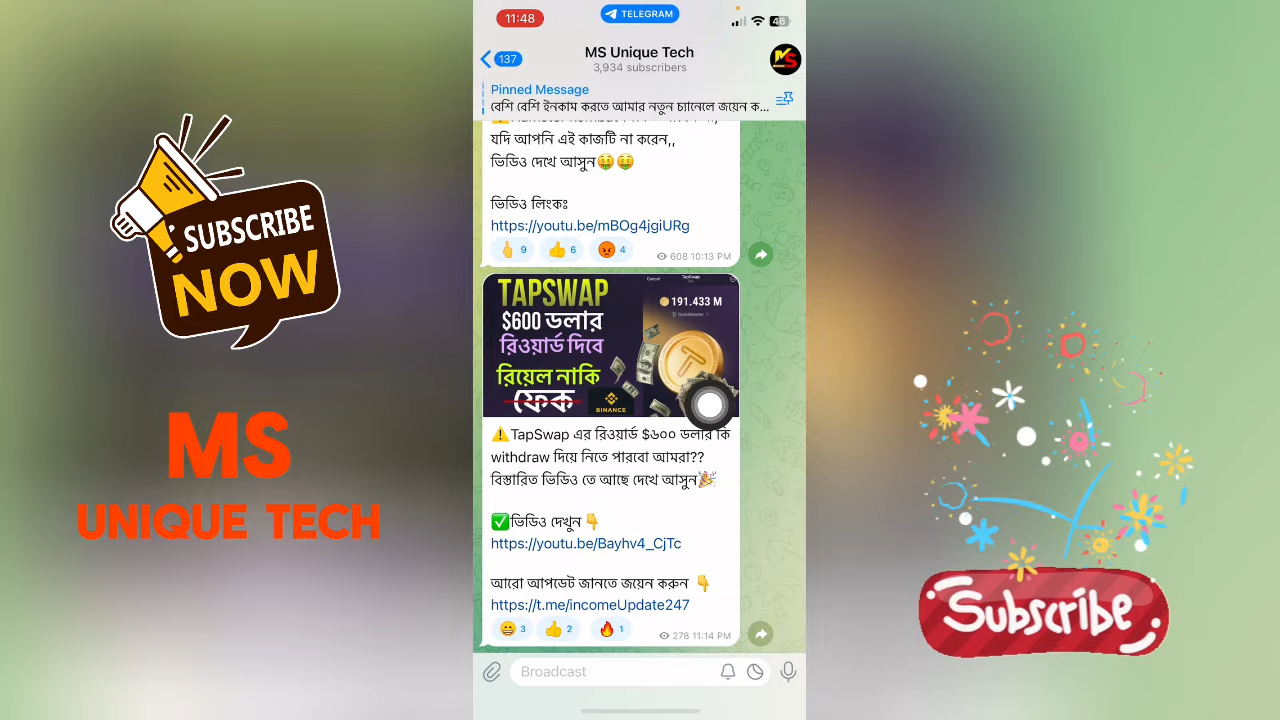 11:48
TELEGRAM
46
137
MS Unique Tech
3,934 subscribers
Pinned Message
বেশি বেশি ইনকাম করতে আমার নতুন চ্যানেলে জয়েন ক...
যদি আপনি এই কাজটি না করেন,,
ভিডিও দেখে আসুন🤑🤑
ভিডিও লিংকঃ
https://youtu.be/mBOg4jgiURg
👆 9 👍 6 😡 4
608 10:13 PM
TAPSWAP
$600 ডলার
রিওয়ার্ড দিবে
রিয়েল নাকি
ফেক
Cancel
TapSwap
191.433 M
Grandmaster >
BINANCE
⚠️TapSwap এর রিওয়ার্ড $৬০০ ডলার কি
withdraw দিয়ে নিতে পারবো আমরা??
বিস্তারিত ভিডিও তে আছে দেখে আসুন🎉
✅ভিডিও দেখুন👇
https://youtu.be/Bayhv4_CjTc
আরো আপডেট জানতে জয়েন করুন 👇
https://t.me/incomeUpdate247
😁 3 👍 2 🔥 1
278 11:14 PM
Broadcast
SUBSCRIBE
NOW
MS
UNIQUE TECH
Subscribe